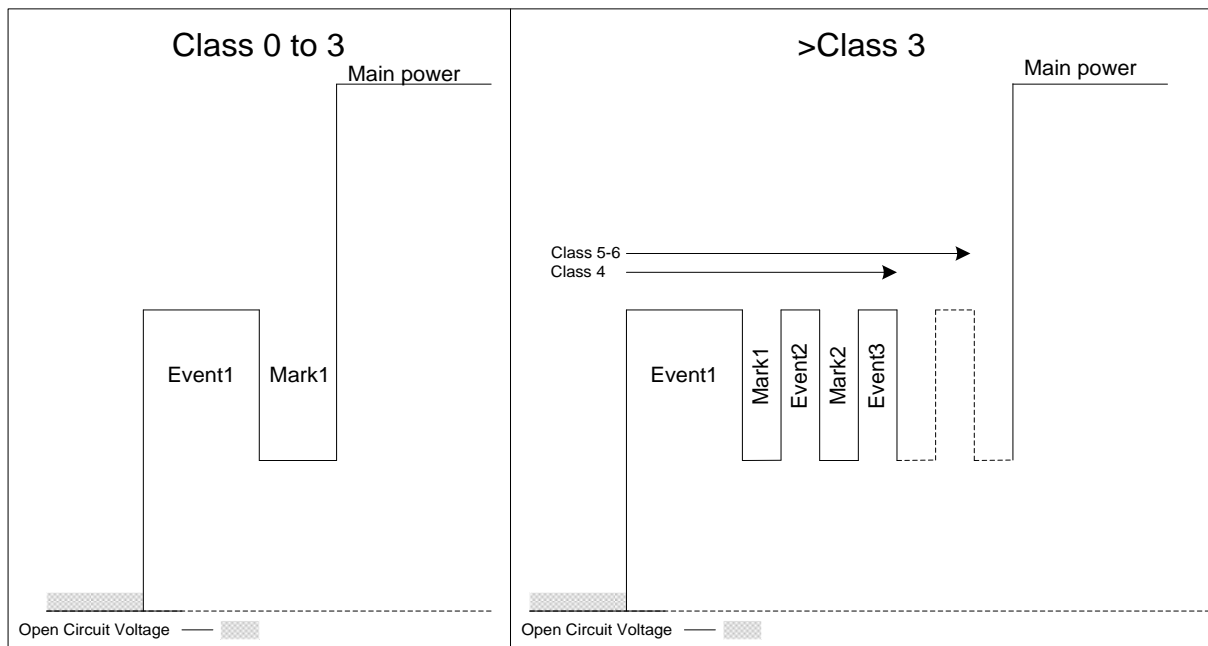 Class 0 to 3
Main power
Event1
Mark1
Open Circuit Voltage
>Class 3
Main power
Class 5-6
Class 4
Event1
Mark1
Event2
Mark2
Event3
Open Circuit Voltage